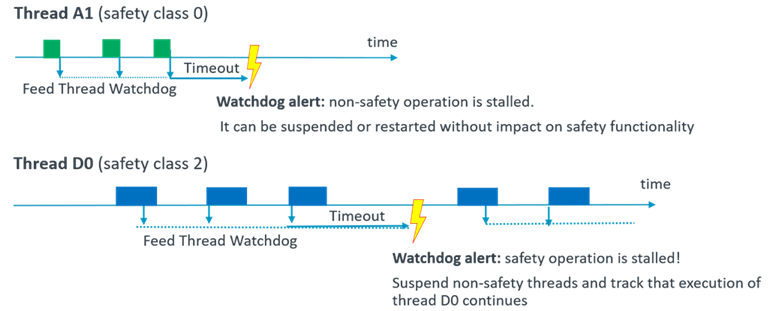 Thread A1 (safety class 0)
time
Timeout
Feed Thread Watchdog
Watchdog alert: non-safety operation is stalled.
It can be suspended or restarted without impact on safety functionality
Thread D0 (safety class 2)
time
Timeout
Feed Thread Watchdog
Watchdog alert: safety operation is stalled!
Suspend non-safety threads and track that execution of
thread D0 continues